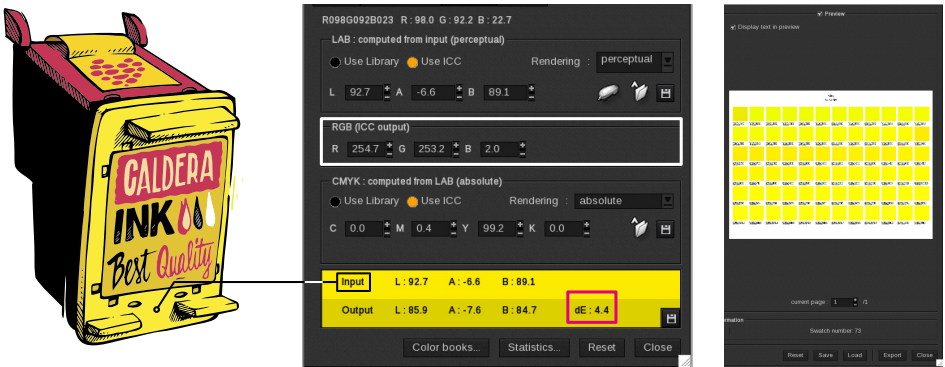 CALDERA
INK
Best Quality
R098G092B023 R : 98.0 G : 92.2 B : 22.7
LAB : computed from input (perceptual)
Use Library Use ICC Rendering : perceptual
L 92.7 A -6.6 B 89.1
RGB (ICC output)
R 254.7 G 253.2 B 2.0
CMYK : computed from LAB (absolute)
Use Library Use ICC Rendering : absolute
C 0.0 M 0.4 Y 99.2 K 0.0
Input L : 92.7 A : -6.6 B : 89.1
Output L : 85.9 A : -7.6 B : 84.7 dE : 4.4
Color books... Statistics... Reset Close
Preview
Display text in preview
current page : 1 /1
rmation
Swatch number: 73
Reset Save Load Export Close